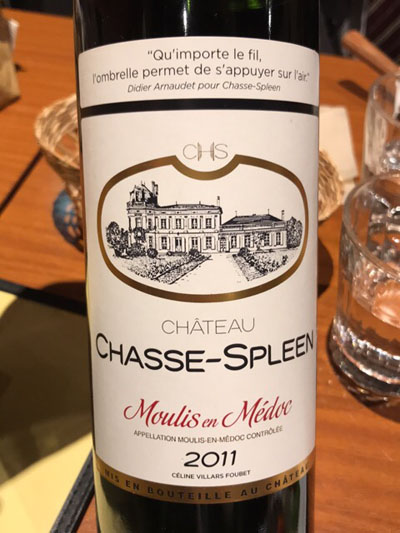 “Qu'importe le fil,
l'ombrelle permet de s'appuyer sur l'air.”
Didier Arnaudet pour Chasse-Spleen
CHS
CHÂTEAU
CHASSE-SPLEEN
Moulis en Médoc
APPELLATION MOULIS-EN-MÉDOC CONTRÔLÉE
2011
CÉLINE VILLARS FOUBET
MIS EN BOUTEILLE AU CHÂTEAU